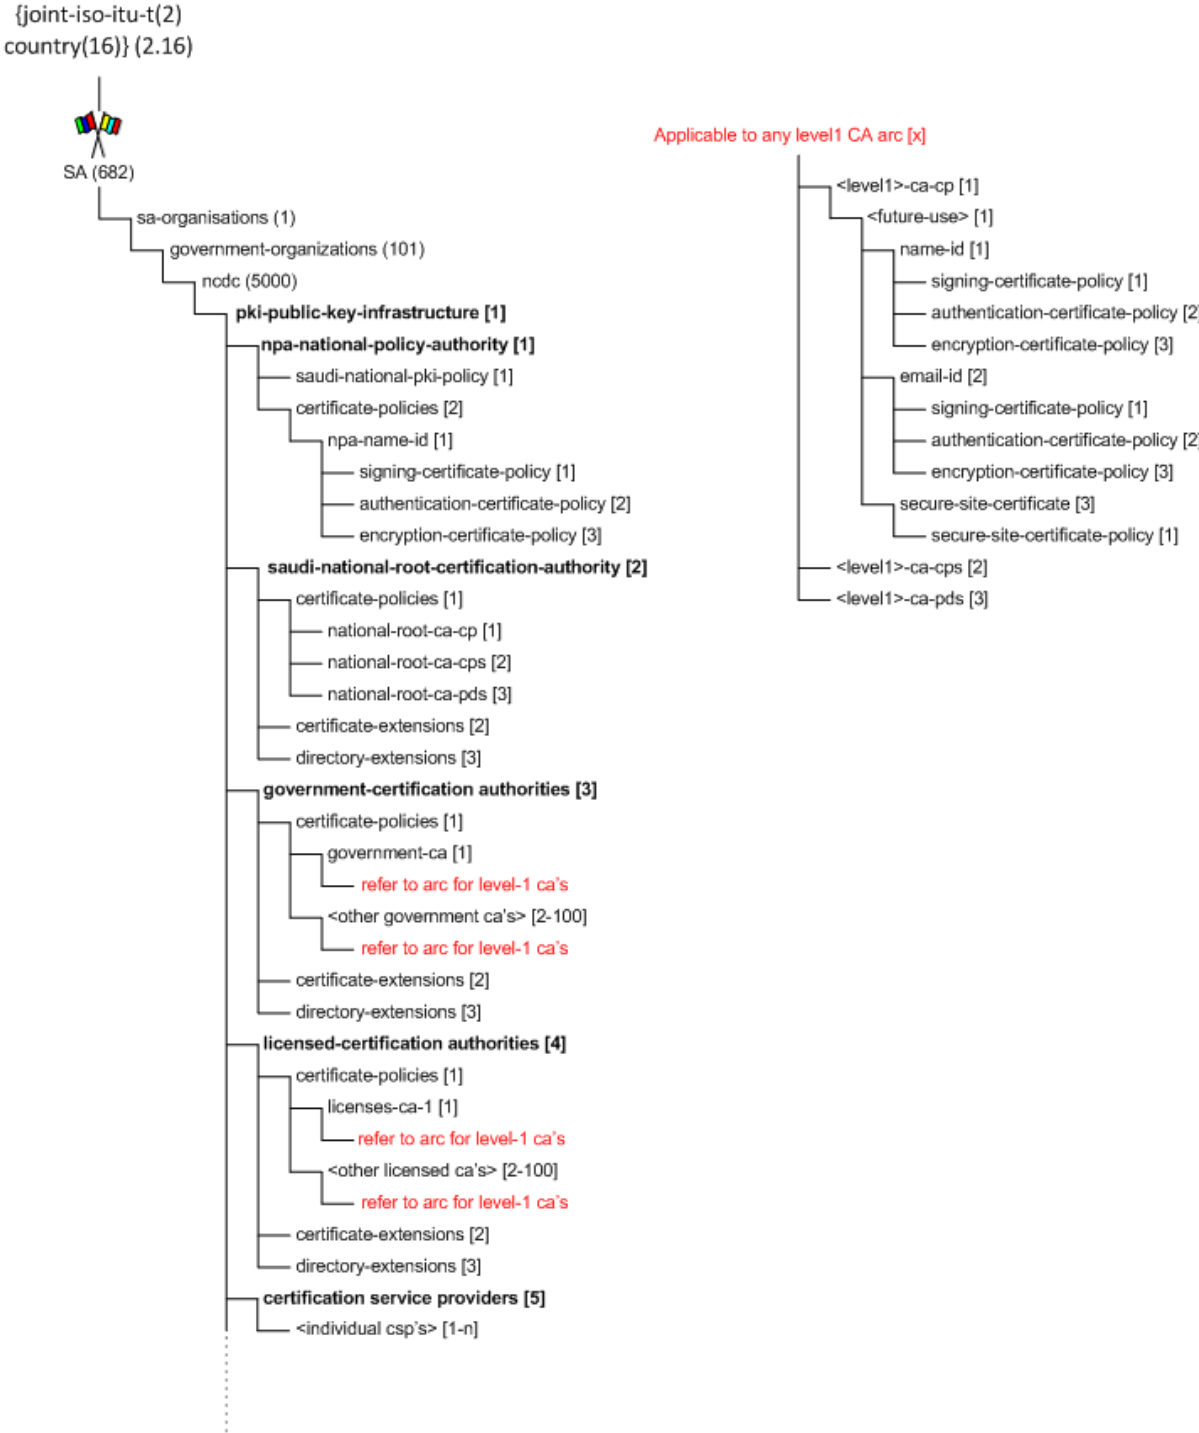 {joint-iso-itu-t(2)
country(16)} (2.16)
SA (682)
sa-organisations (1)
government-organizations (101)
ncdc (5000)
pki-public-key-infrastructure [1]
npa-national-policy-authority [1]
saudi-national-pki-policy [1]
certificate-policies [2]
npa-name-id [1]
signing-certificate-policy [1]
authentication-certificate-policy [2]
encryption-certificate-policy [3]
saudi-national-root-certification-authority [2]
certificate-policies [1]
national-root-ca-cp [1]
national-root-ca-cps [2]
national-root-ca-pds [3]
certificate-extensions [2]
directory-extensions [3]
government-certification authorities [3]
certificate-policies [1]
government-ca [1]
refer to arc for level-1 ca's
<other government ca's> [2-100]
refer to arc for level-1 ca's
certificate-extensions [2]
directory-extensions [3]
licensed-certification authorities [4]
certificate-policies [1]
licenses-ca-1 [1]
refer to arc for level-1 ca's
<other licensed ca's> [2-100]
refer to arc for level-1 ca's
certificate-extensions [2]
directory-extensions [3]
certification service providers [5]
<individual csp's> [1-n]
Applicable to any level1 CA arc [x]
<level1>-ca-cp [1]
<future-use> [1]
name-id [1]
signing-certificate-policy [1]
authentication-certificate-policy [2]
encryption-certificate-policy [3]
email-id [2]
signing-certificate-policy [1]
authentication-certificate-policy [2]
encryption-certificate-policy [3]
secure-site-certificate [3]
secure-site-certificate-policy [1]
<level1>-ca-cps [2]
<level1>-ca-pds [3]